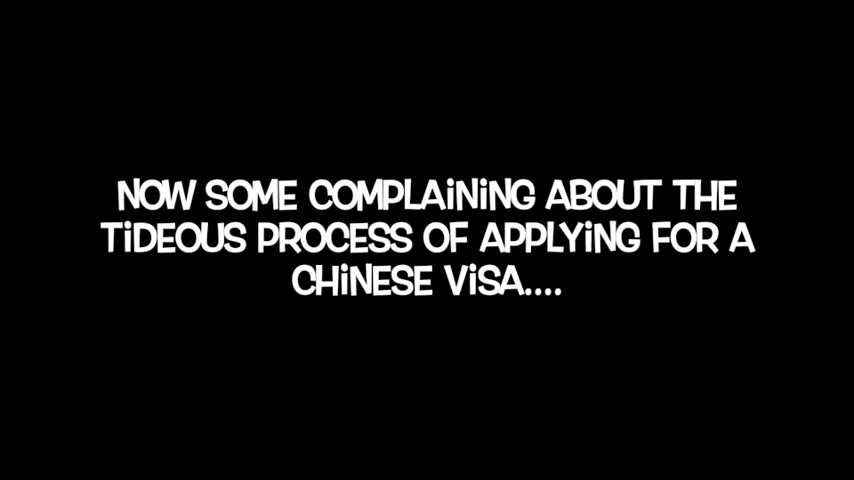 NOW SOME COMPLAiNiNG ABOUT THE
TiDEOUS PROCESS OF APPLYiNG FOR A
CHiNESE ViSA....